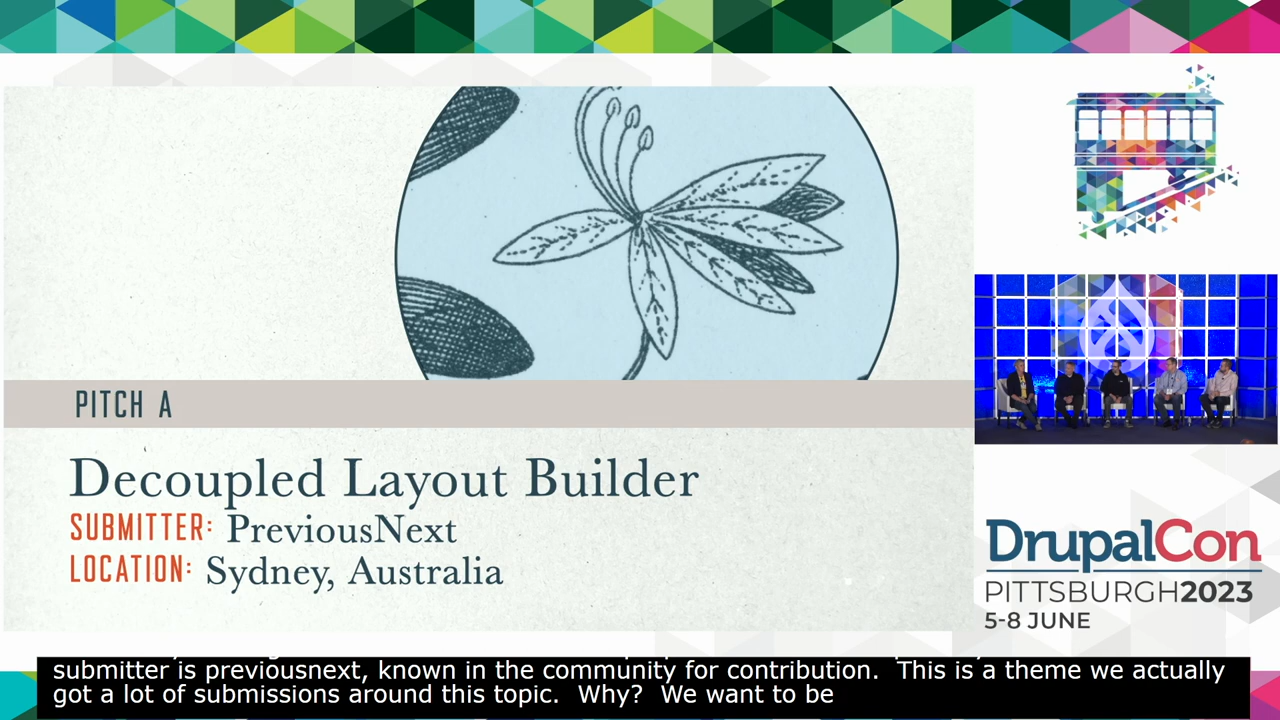 PITCH A
Decoupled Layout Builder
SUBMITTER: PreviousNext
LOCATION: Sydney, Australia
DrupalCon
PITTSBURGH2023
5-8 JUNE
submitter is previousnext, known in the community for contribution. This is a theme we actually
got a lot of submissions around this topic. Why? We want to be